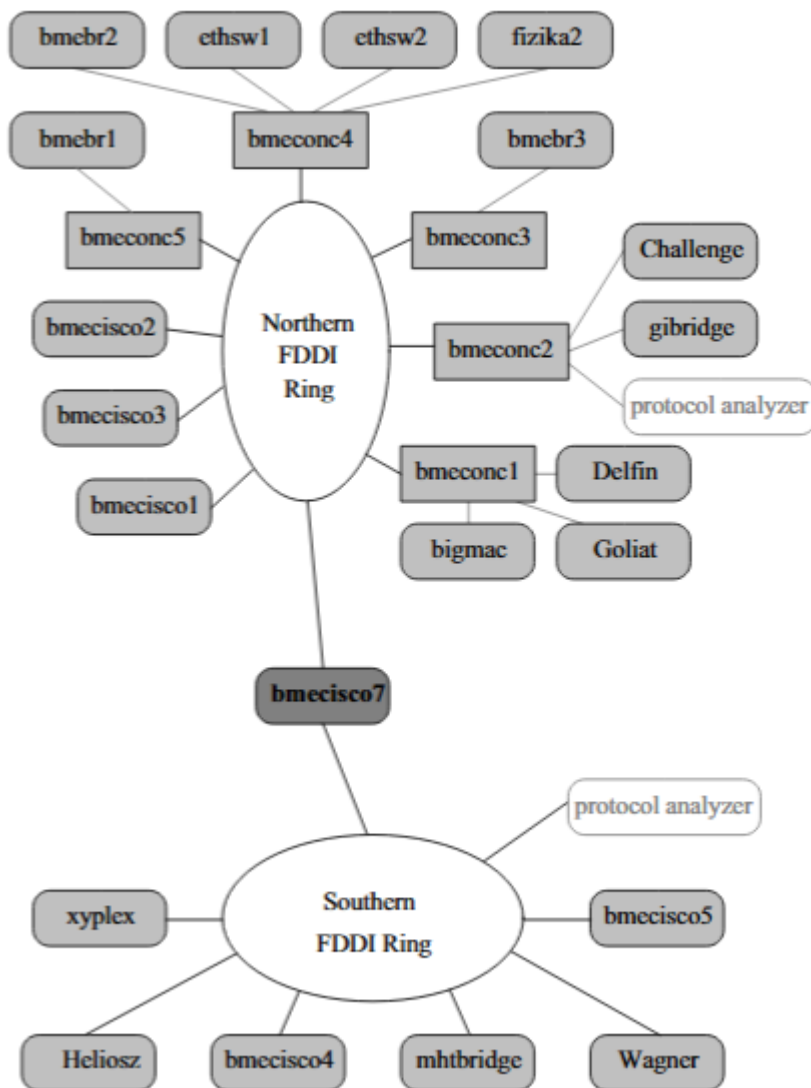 bmebr2
ethsw1
ethsw2
fizika2
bmebr1
bmeconc4
bmebr3
bmeconc5
bmeconc3
Challenge
bmecisco2
Northern
FDDI
Ring
bmeconc2
gibridge
bmecisco3
protocol analyzer
bmecisco1
bmeconc1
Delfin
bigmac
Goliat
bmecisco7
protocol analyzer
xyplex
Southern
FDDI Ring
bmecisco5
Heliosz
bmecisco4
mhtbridge
Wagner